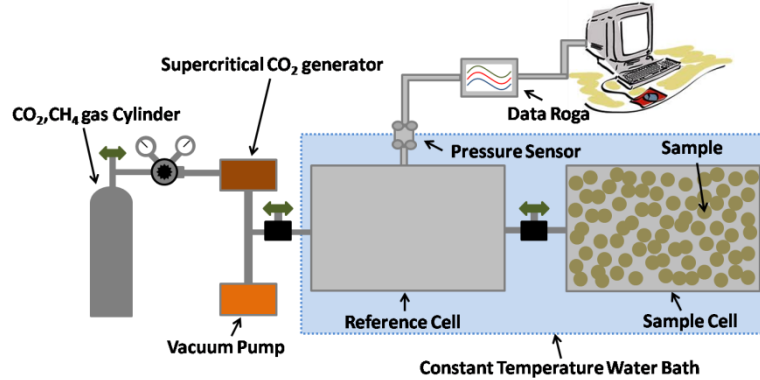 Supercritical CO₂ generator
CO₂,CH₄ gas Cylinder
Data Roga
Pressure Sensor
Sample
Reference Cell
Sample Cell
Vacuum Pump
Constant Temperature Water Bath